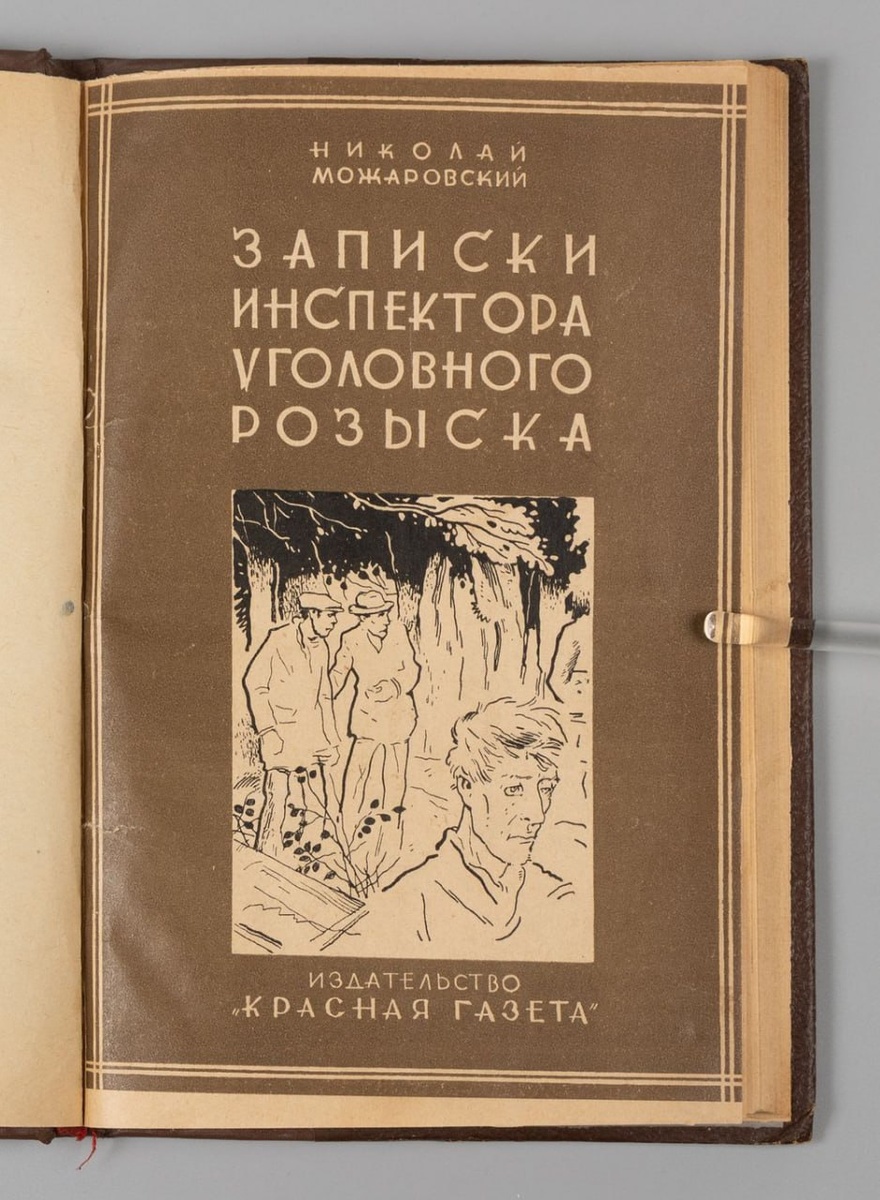 НИКОЛАЙ
МОЖАРОВСКИЙ
ЗАПИСКИ
ИНСПЕКТОРА
УГОЛОВНОГО
РОЗЫСКА
ИЗДАТЕЛЬСТВО
„КРАСНАЯ ГАЗЕТА"